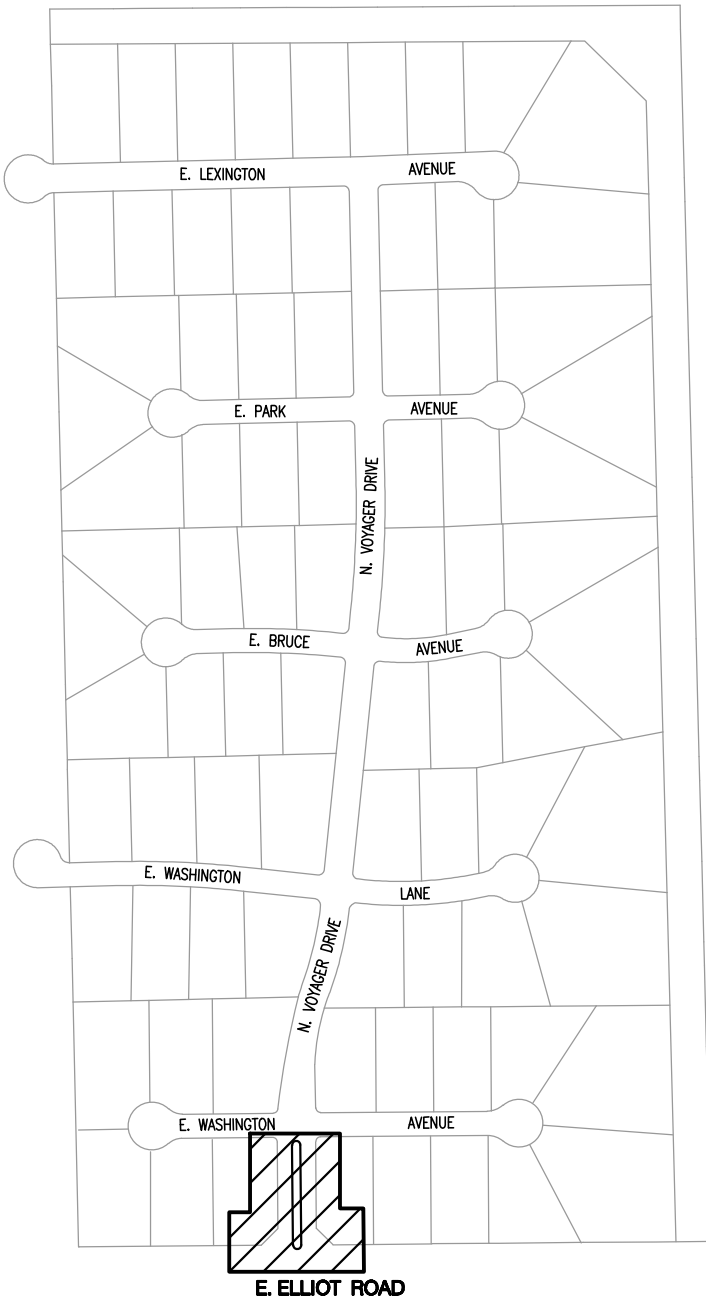 E. LEXINGTON AVENUE
E. PARK AVENUE
N. VOYAGER DRIVE
E. BRUCE AVENUE
E. WASHINGTON LANE
N. VOYAGER DRIVE
E. WASHINGTON AVENUE
E. ELLIOT ROAD